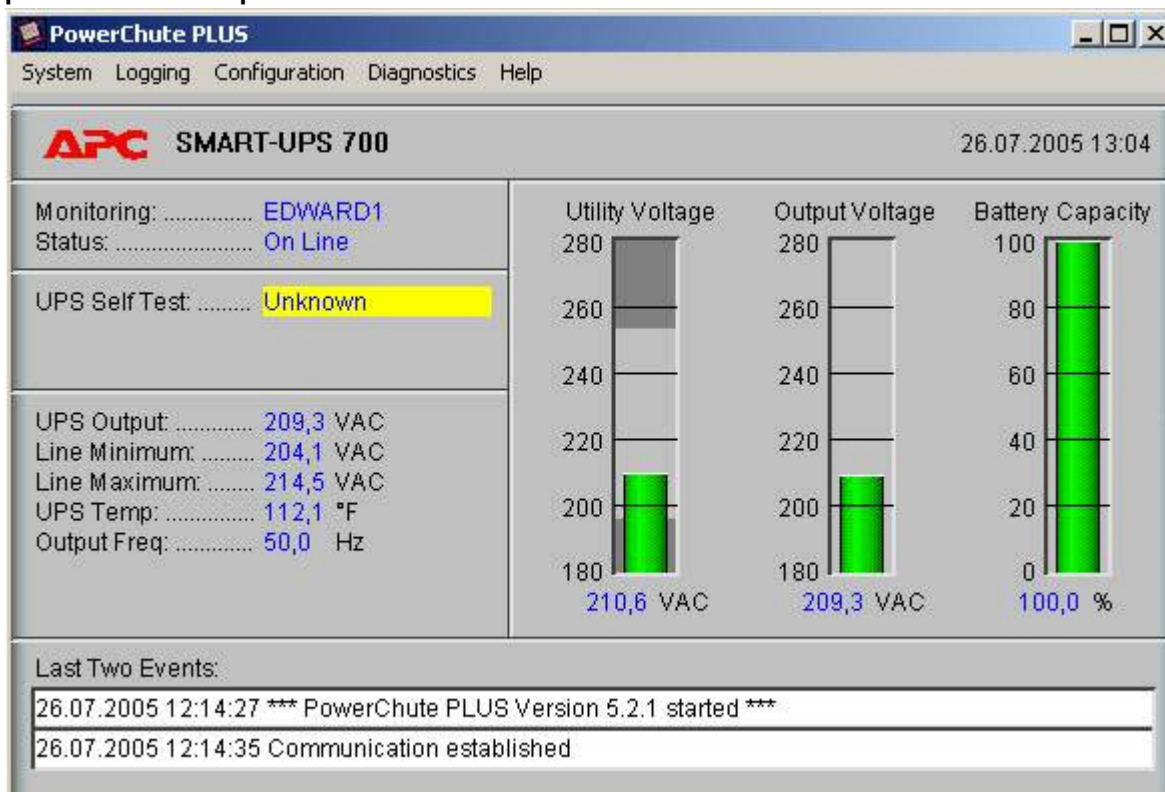 PowerChute PLUS
System Logging Configuration Diagnostics Help
APC SMART-UPS 700 26.07.2005 13:04
Monitoring: .............. EDWARD1
Status: ...................... On Line
UPS Self Test: ......... Unknown
UPS Output: ............. 209,3 VAC
Line Minimum: ......... 204,1 VAC
Line Maximum: ........ 214,5 VAC
UPS Temp: ............... 112,1 °F
Output Freq: ............. 50,0 Hz
Utility Voltage Output Voltage Battery Capacity
280 280 100
260 260 80
240 240 60
220 220 40
200 200 20
180 180 0
210,6 VAC 209,3 VAC 100,0 %
Last Two Events:
26.07.2005 12:14:27 *** PowerChute PLUS Version 5.2.1 started ***
26.07.2005 12:14:35 Communication established